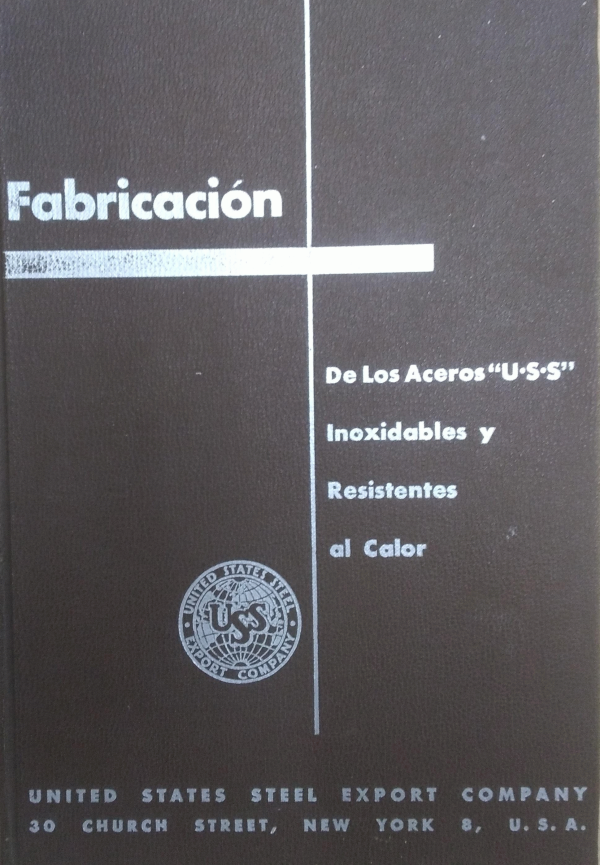 Fabricación
De Los Aceros "U·S·S"
Inoxidables y
Resistentes
al Calor
UNITED STATES STEEL
USS
EXPORT COMPANY
UNITED STATES STEEL EXPORT COMPANY
30 CHURCH STREET, NEW YORK 8, U.S.A.